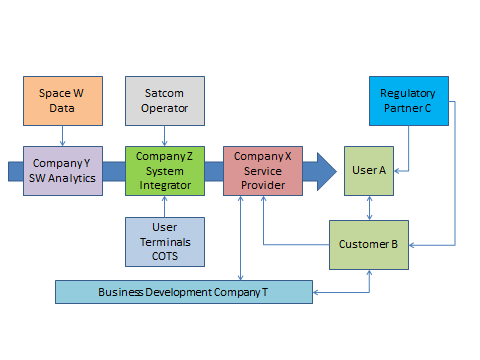 Space W
Data
Satcom
Operator
Regulatory
Partner C
Company Y
SW Analytics
Company Z
System
Integrator
Company X
Service
Provider
User A
User
Terminals
COTS
Customer B
Business Development Company T